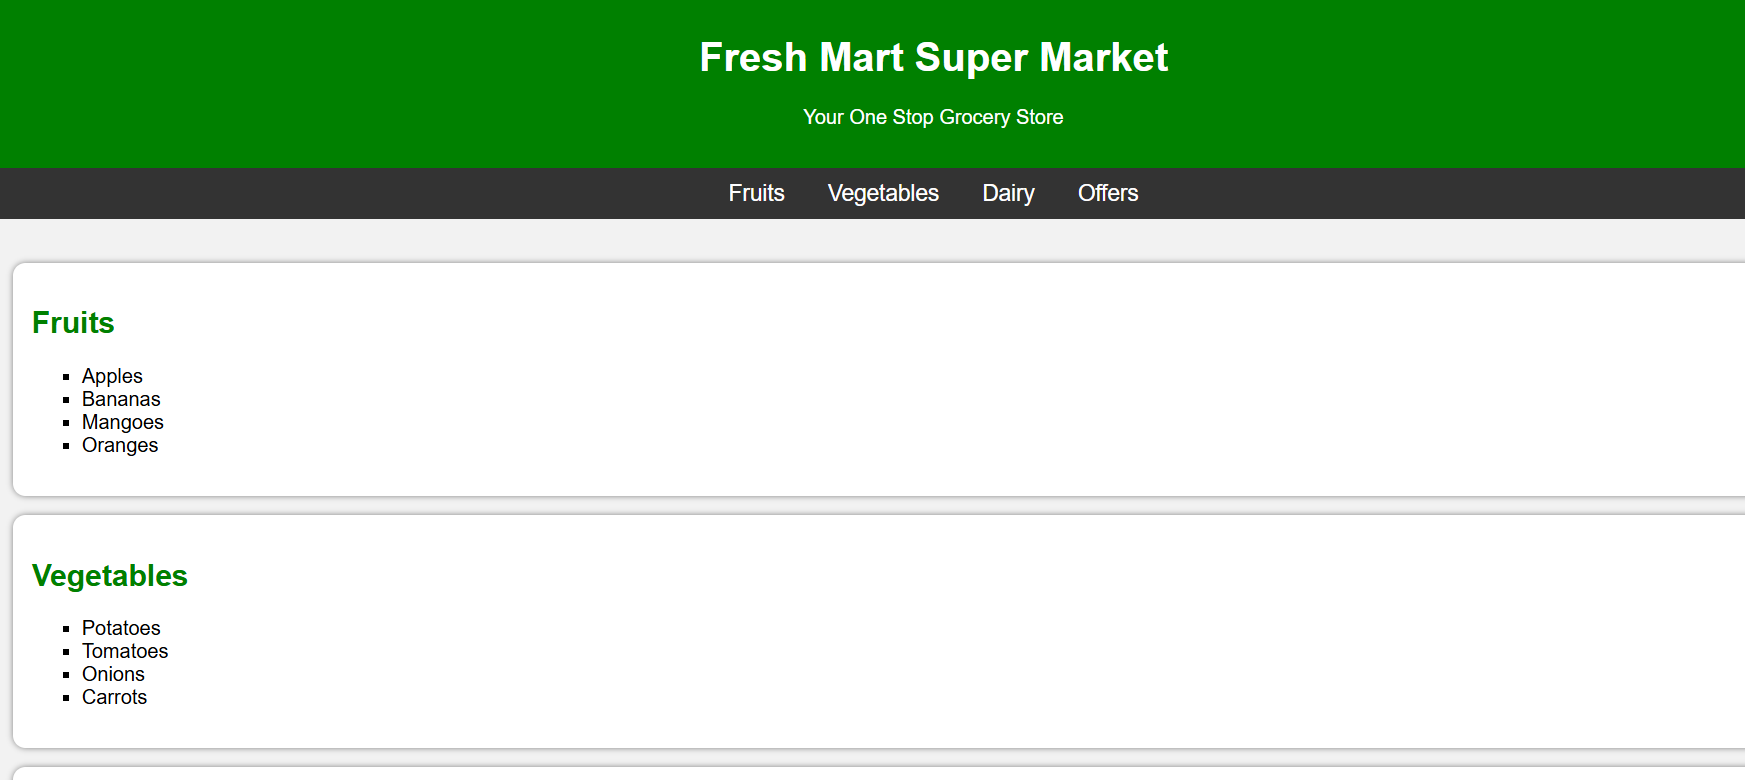 Fresh Mart Super Market
Your One Stop Grocery Store
Fruits Vegetables Dairy Offers
Fruits
Apples
Bananas
Mangoes
Oranges
Vegetables
Potatoes
Tomatoes
Onions
Carrots